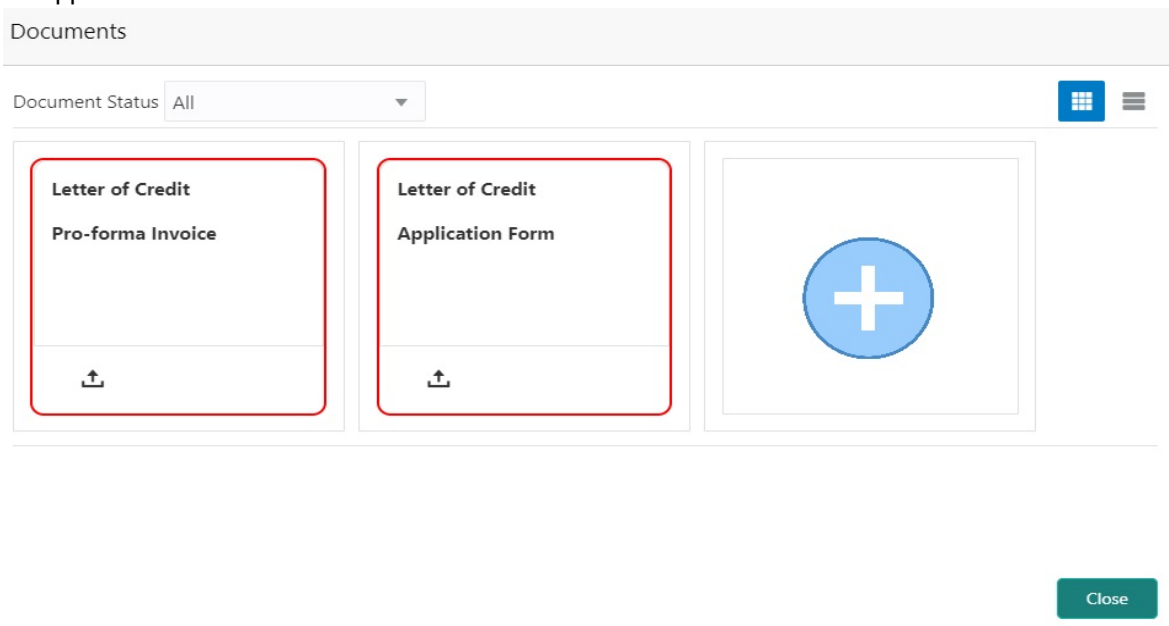 Documents
Document Status All
Letter of Credit
Pro-forma Invoice
Letter of Credit
Application Form
Close